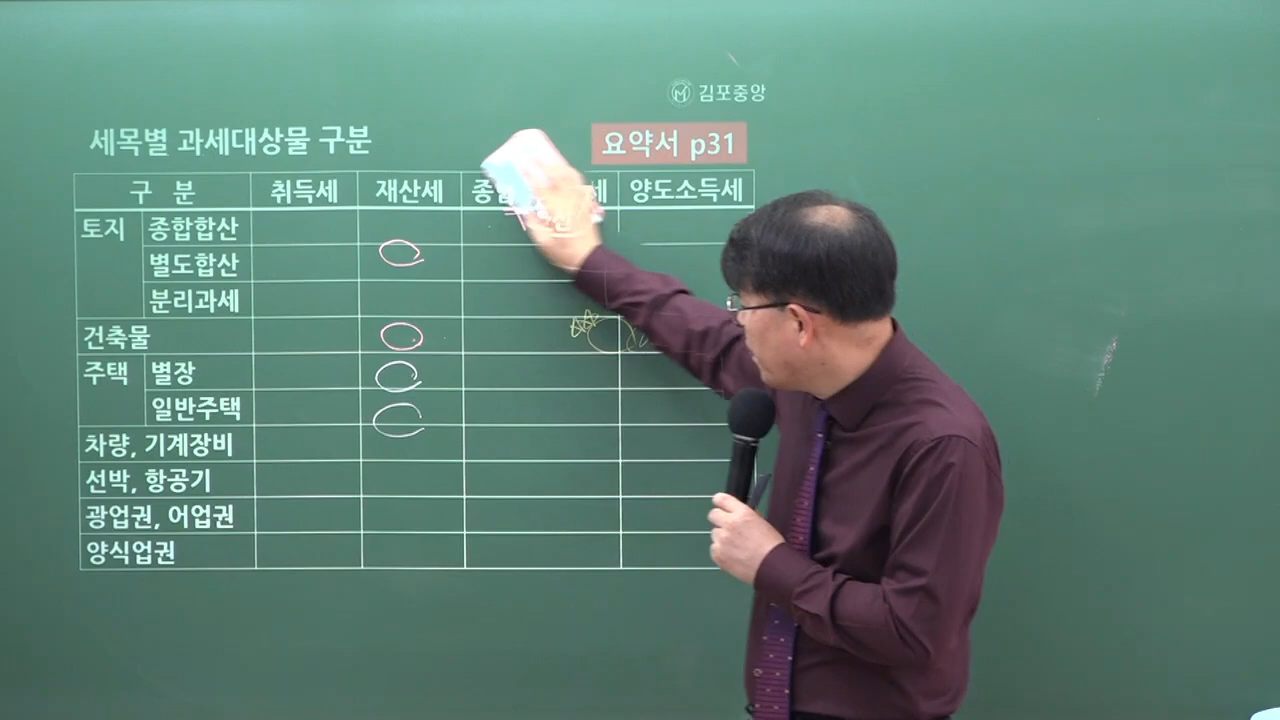 김포중앙
세목별 과세대상물 구분
요약서 p31
구 분 취득세 재산세 양도소득세
토지 종합합산
별도합산
분리과세
건축물
주택 별장
일반주택
차량, 기계장비
선박, 항공기
광업권, 어업권
양식업권